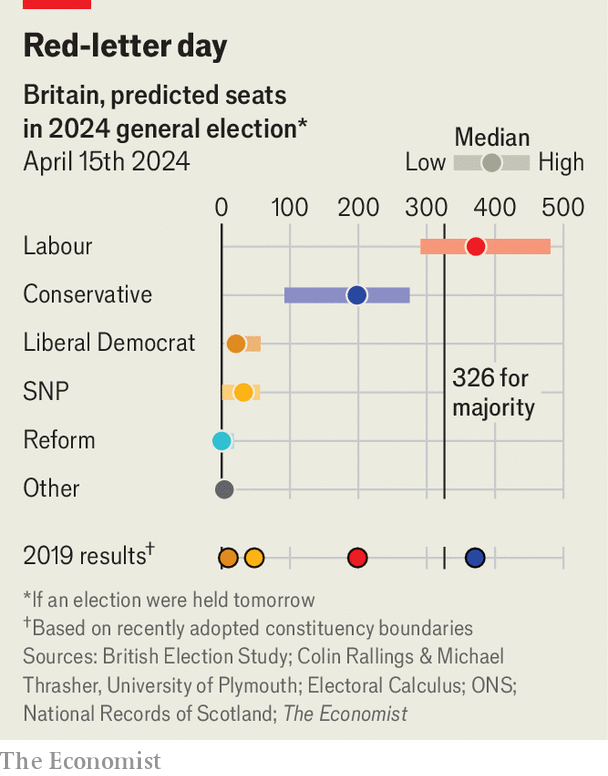 Red-letter day
Britain, predicted seats
in 2024 general election*
April 15th 2024
Median
Low High
0 100 200 300 400 500
Labour
Conservative
Liberal Democrat
SNP
326 for
majority
Reform
Other
2019 results†
*If an election were held tomorrow
†Based on recently adopted constituency boundaries
Sources: British Election Study; Colin Rallings & Michael
Thrasher, University of Plymouth; Electoral Calculus; ONS;
National Records of Scotland; The Economist
The Economist